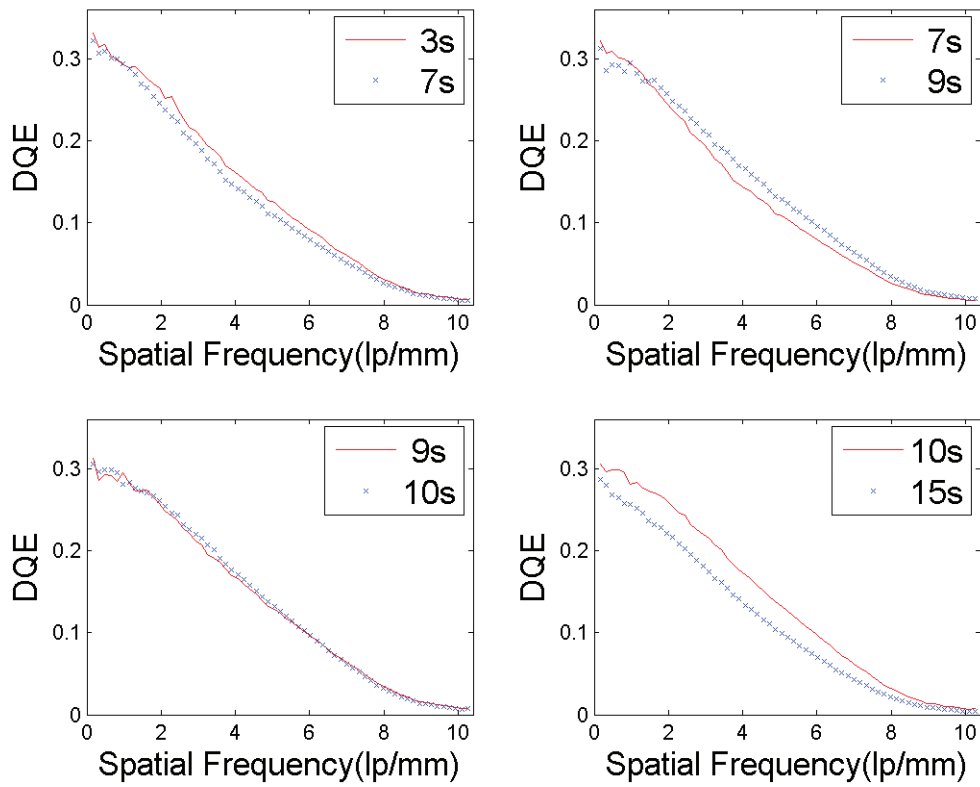 3s
7s
0.3
0.2
0.1
0
DQE
0 2 4 6 8 10
Spatial Frequency(lp/mm)
7s
9s
0.3
0.2
0.1
0
DQE
0 2 4 6 8 10
Spatial Frequency(lp/mm)
9s
10s
0.3
0.2
0.1
0
DQE
0 2 4 6 8 10
Spatial Frequency(lp/mm)
10s
15s
0.3
0.2
0.1
0
DQE
0 2 4 6 8 10
Spatial Frequency(lp/mm)